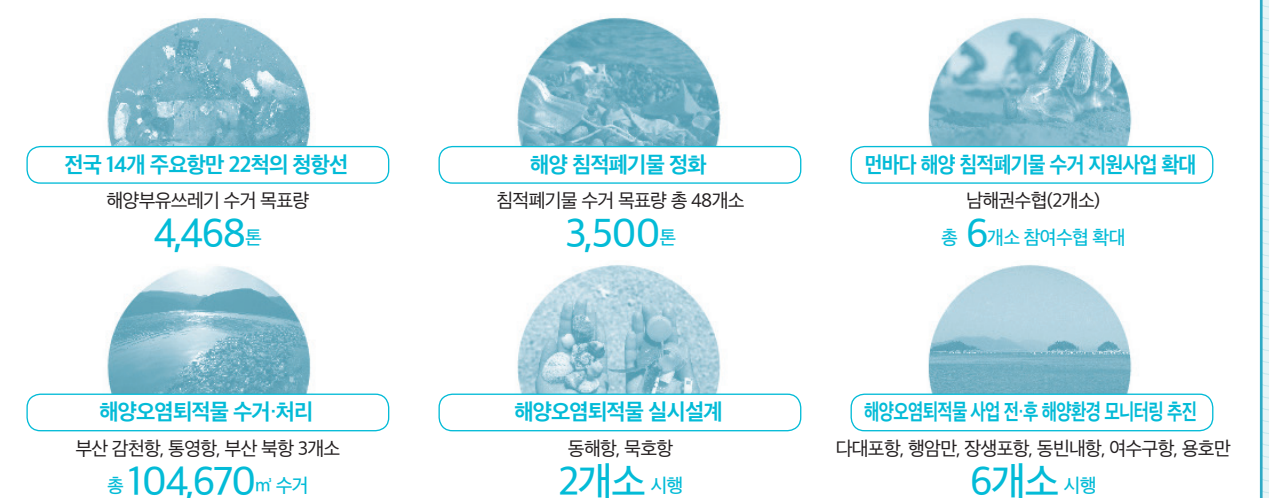 전국 14개 주요항만 22척의 청항선
해양부유쓰레기 수거 목표량
4,468톤
해양 침적폐기물 정화
침적폐기물 수거 목표량 총 48개소
3,500톤
먼바다 해양 침적폐기물 수거 지원사업 확대
남해권수협(2개소)
총 6개소 참여수협 확대
해양오염퇴적물 수거·처리
부산 감천항, 통영항, 부산 북항 3개소
총 104,670㎥ 수거
해양오염퇴적물 실시설계
동해항, 묵호항
2개소 시행
해양오염퇴적물 사업 전·후 해양환경 모니터링 추진
다대포항, 행암만, 장생포항, 동빈내항, 여수구항, 용호만
6개소 시행